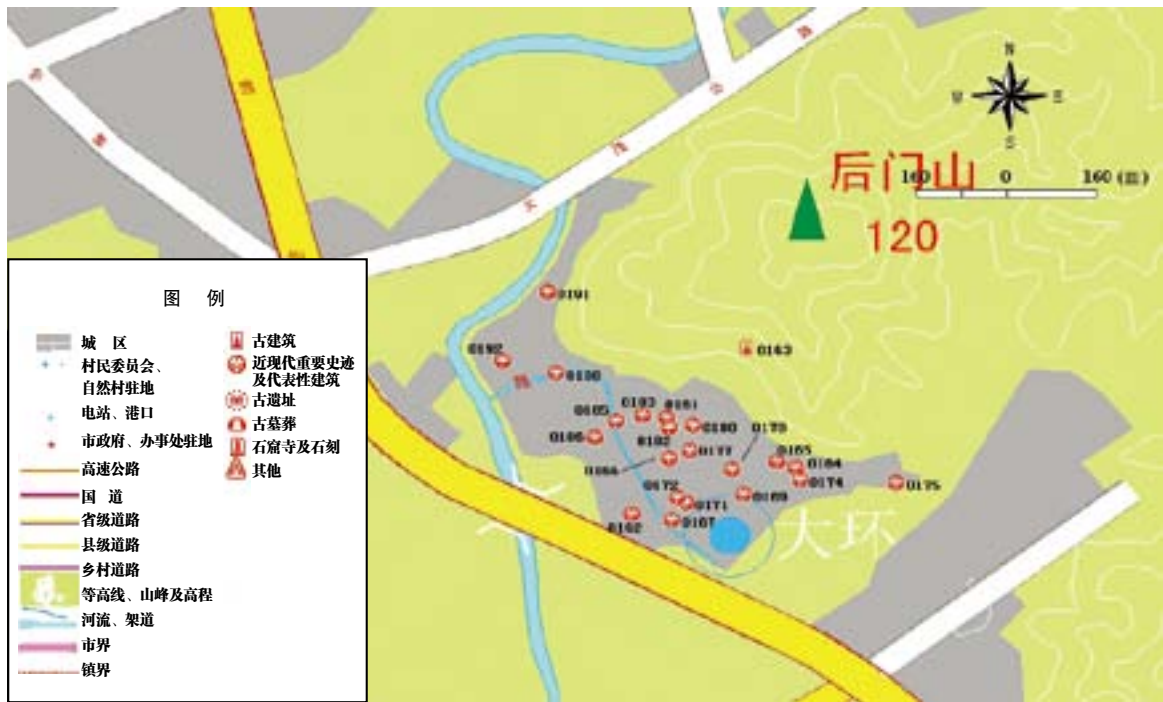 N
W E
S
后门山
160 0 160 (m)
120
0191
0192
0163
0185
0183
0181
0180
0179
0182
0177
0165
0184
0174
0175
0172
0171
0169
0162
0167
大环
图 例
城 区
村民委员会、
自然村驻地
电站、港口
市政府、办事处驻地
高速公路
国 道
省级道路
县级道路
乡村道路
等高线、山峰及高程
河流、架道
市界
镇界
古建筑
近现代重要史迹
及代表性建筑
古遗址
古墓葬
石窟寺及石刻
其他